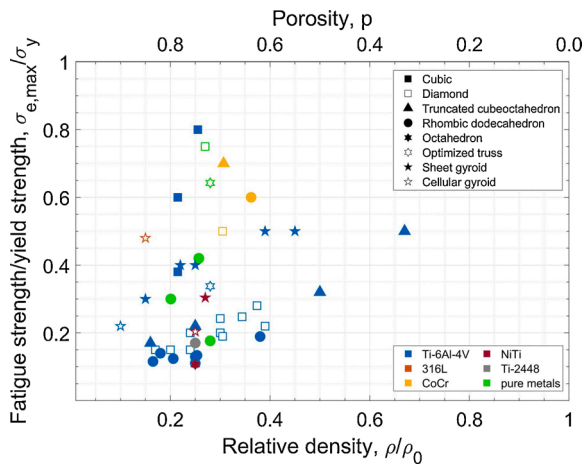 Porosity, p
0.8 0.6 0.4 0.2 0.0
Fatigue strength/yield strength, σe,max/σy
1
0.8
0.6
0.4
0.2
0
Cubic
Diamond
Truncated cubeoctahedron
Rhombic dodecahedron
Octahedron
Optimized truss
Sheet gyroid
Cellular gyroid
Ti-6Al-4V NiTi
316L Ti-2448
CoCr pure metals
0.2 0.4 0.6 0.8 1
Relative density, ρ/ρ0